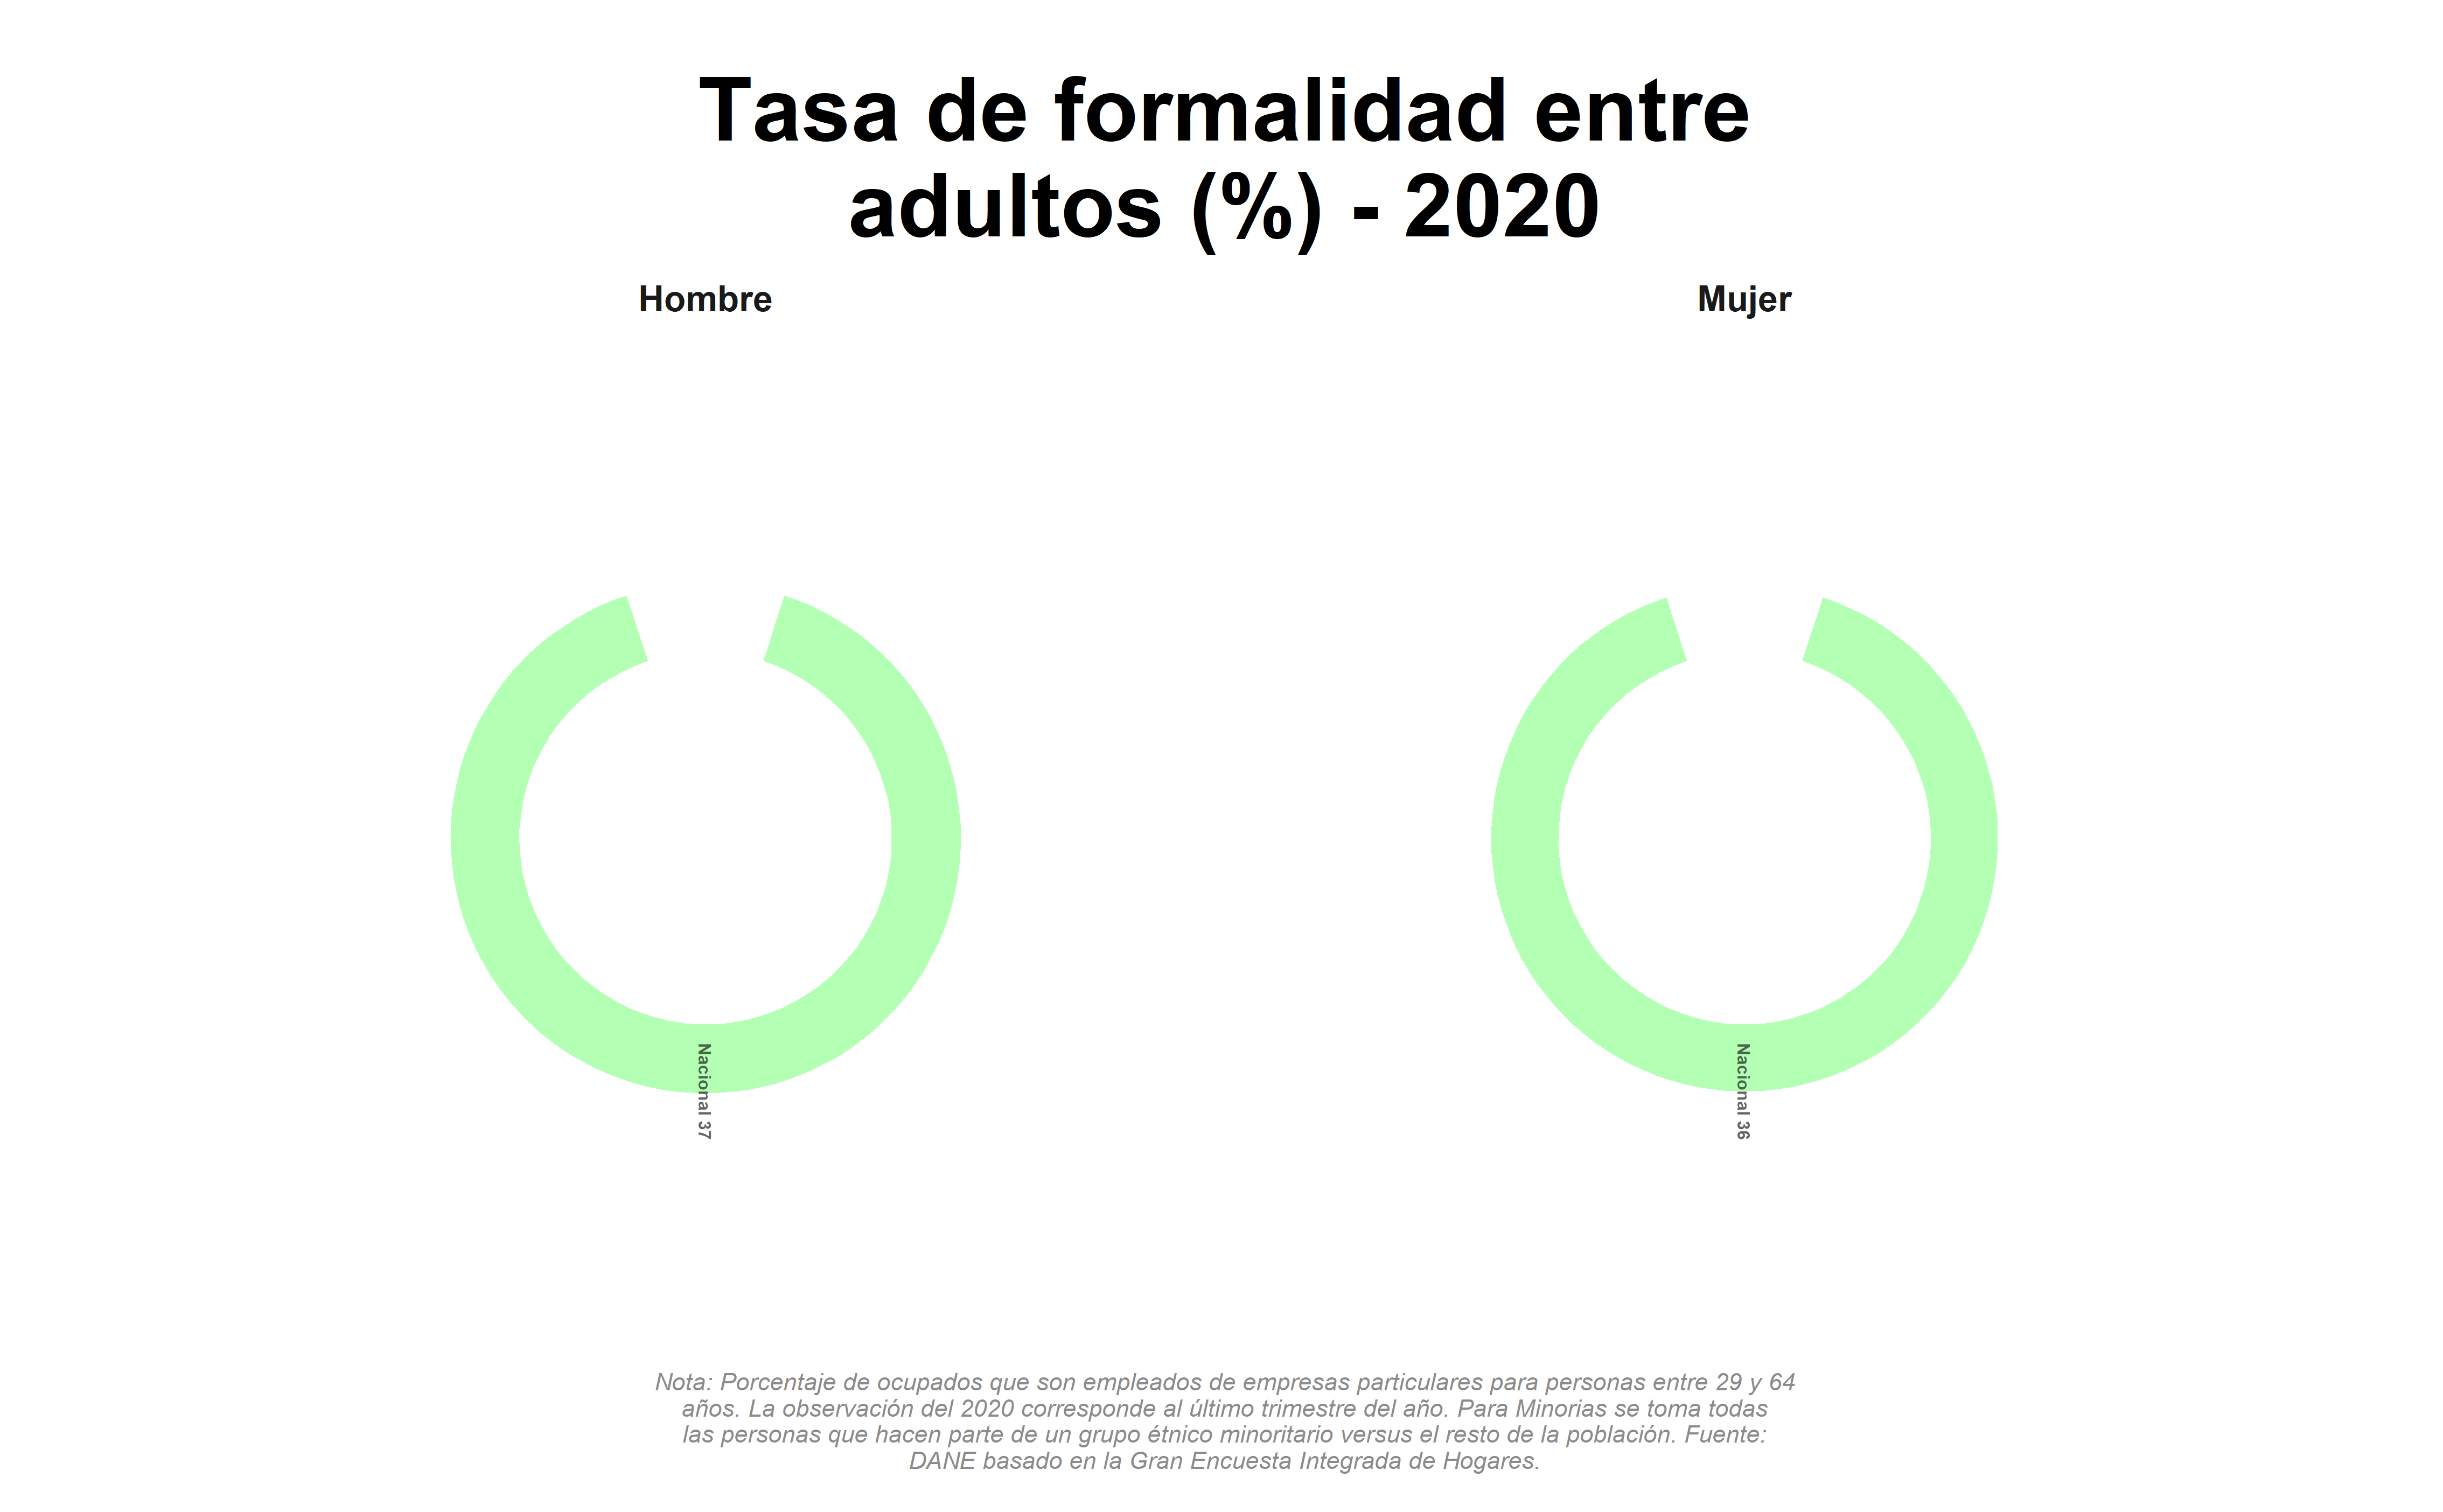 Tasa de formalidad entre
adultos (%) - 2020
Hombre
Mujer
Nacional 37
Nacional 36
Nota: Porcentaje de ocupados que son empleados de empresas particulares para personas entre 29 y 64
años. La observación del 2020 corresponde al último trimestre del año. Para Minorias se toma todas
las personas que hacen parte de un grupo étnico minoritario versus el resto de la población. Fuente:
DANE basado en la Gran Encuesta Integrada de Hogares.